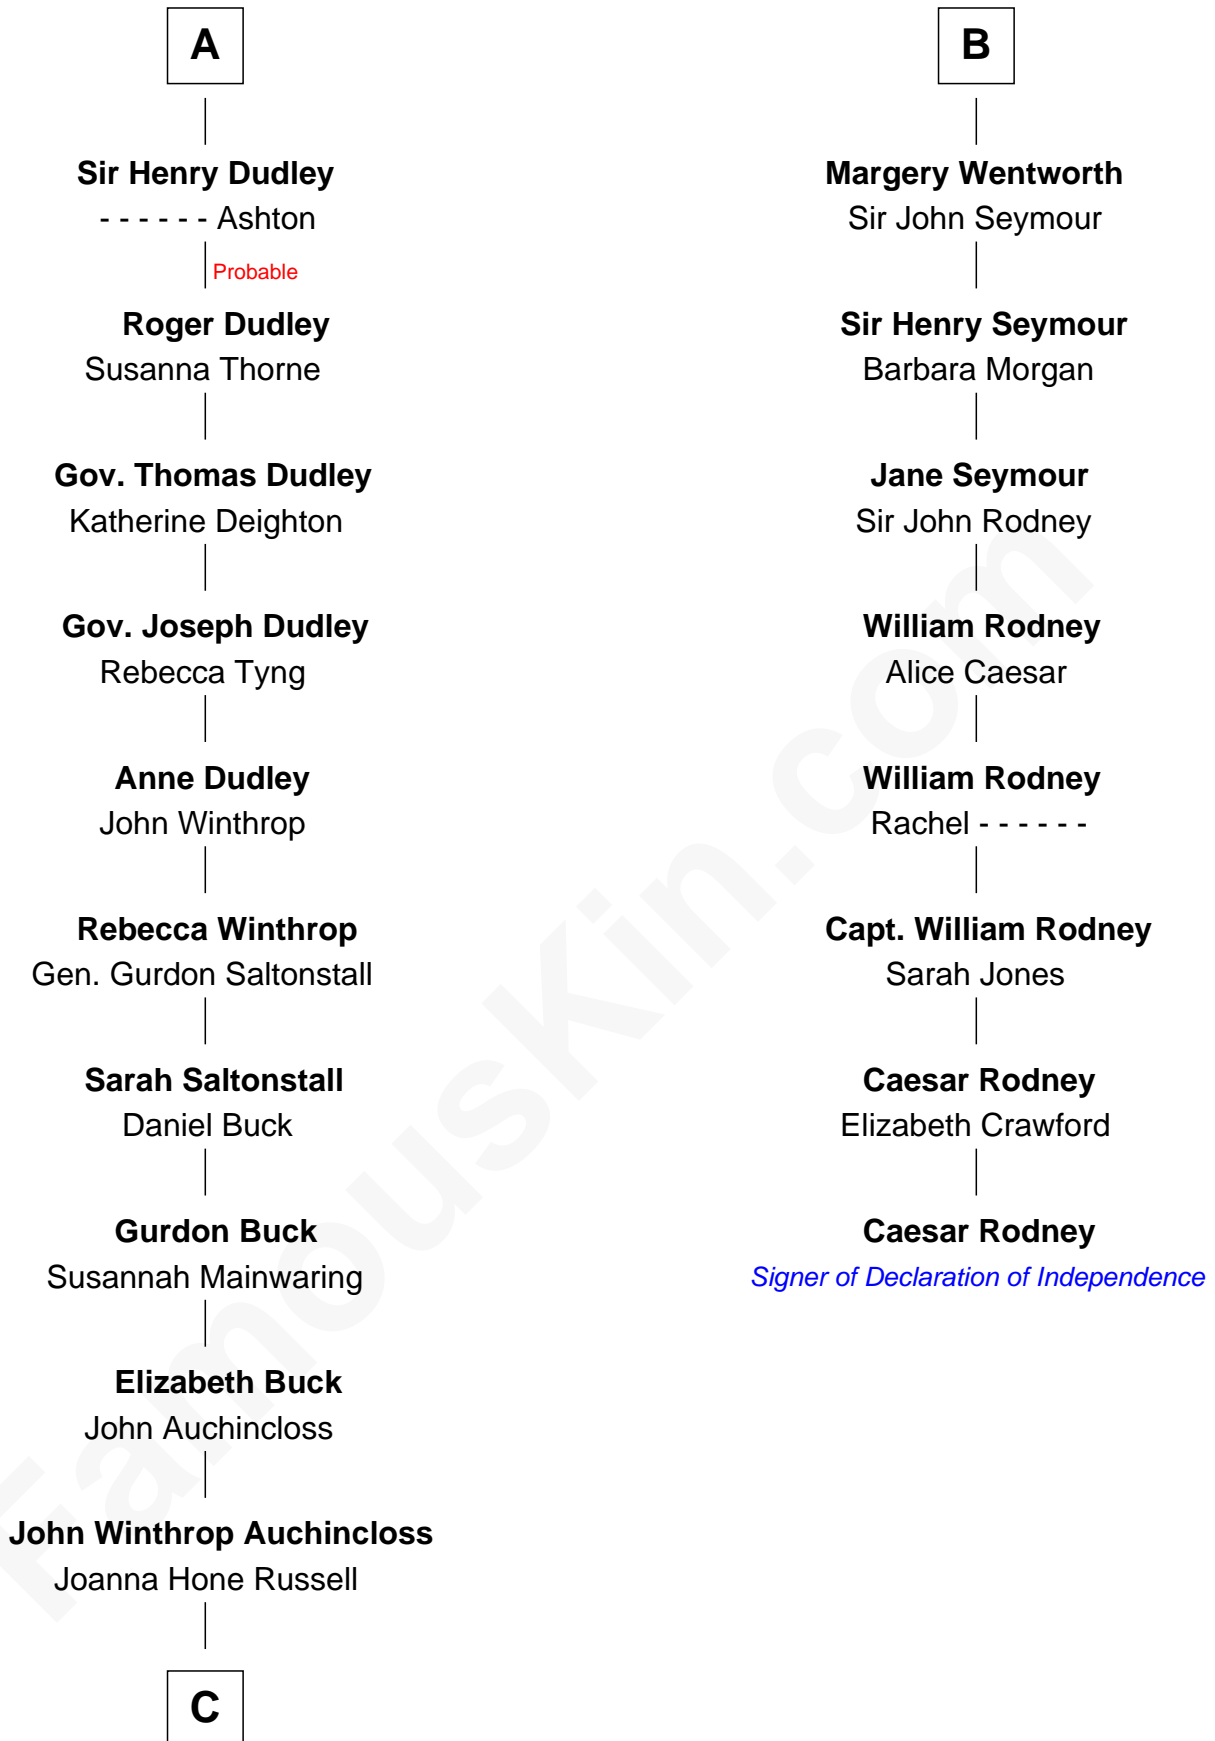 A
Sir Henry Dudley
- - - - - - Ashton
Probable
Roger Dudley
Susanna Thorne
Gov. Thomas Dudley
Katherine Deighton
Gov. Joseph Dudley
Rebecca Tyng
Anne Dudley
John Winthrop
Rebecca Winthrop
Gen. Gurdon Saltonstall
Sarah Saltonstall
Daniel Buck
Gurdon Buck
Susannah Mainwaring
Elizabeth Buck
John Auchincloss
John Winthrop Auchincloss
Joanna Hone Russell
C
B
Margery Wentworth
Sir John Seymour
Sir Henry Seymour
Barbara Morgan
Jane Seymour
Sir John Rodney
William Rodney
Alice Caesar
William Rodney
Rachel - - - - - -
Capt. William Rodney
Sarah Jones
Caesar Rodney
Elizabeth Crawford
Caesar Rodney
Signer of Declaration of Independence
FamousKin.com